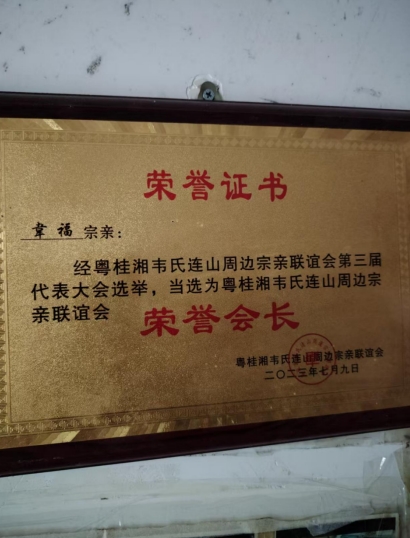 荣誉证书
韋福 宗亲：
经粤桂湘韦氏连山周边宗亲联谊会第三届
代表大会选举，当选为粤桂湘韦氏连山周边宗
亲联谊会
荣誉会长
粤桂湘韦氏连山周边宗亲联谊会
二〇二三年七月九日